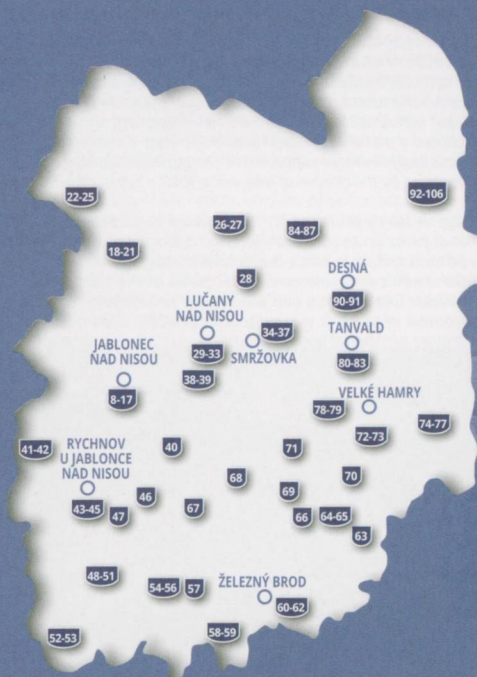 22-25
92-106
26-27
84-87
18-21
28
DESNÁ
90-91
LUČANY
NAD NISOU
34-37
TANVALD
29-33
SMRŽOVKA
JABLONEC
NAD NISOU
80-83
38-39
8-17
VELKÉ HAMRY
78-79
74-77
72-73
41-42
RYCHNOV
U JABLONCE
NAD NISOU
40
71
68
70
69
46
43-45
47
67
66
64-65
63
48-51
54-56
57
ŽELEZNÝ BROD
60-62
52-53
58-59